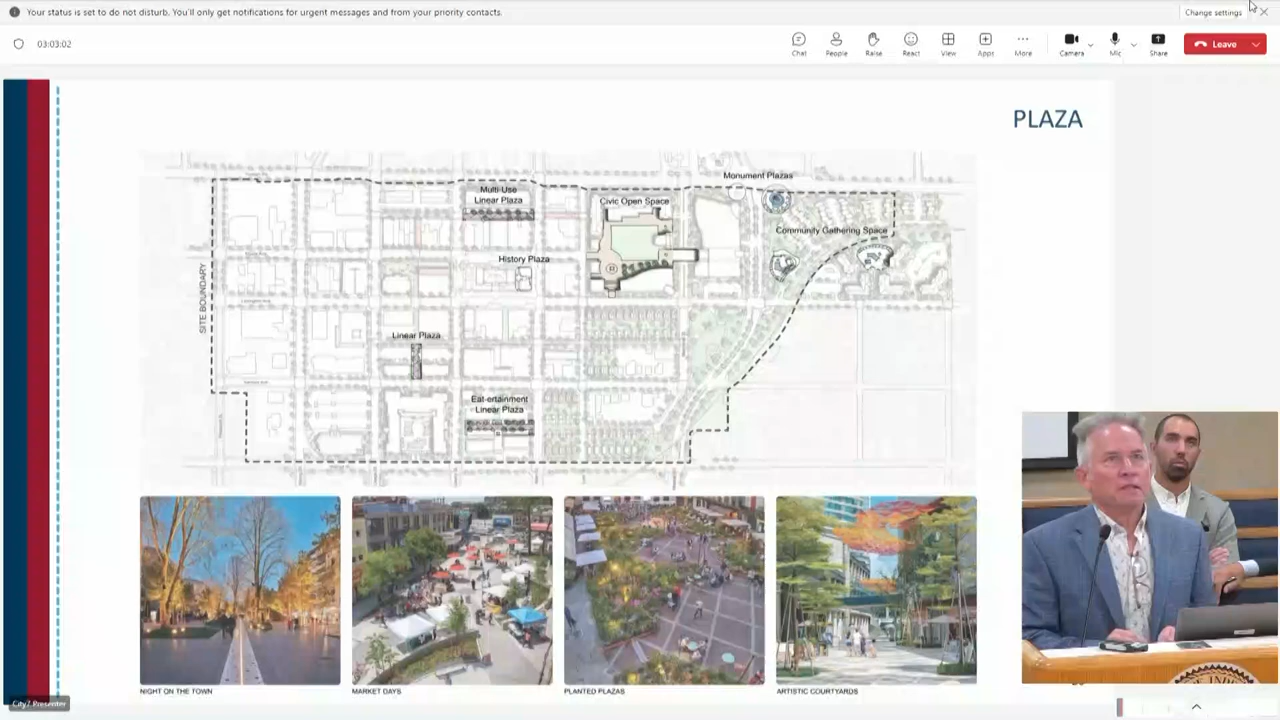 Your status is set to do not disturb. You'll only get notifications for urgent messages and from your priority contacts.
Change settings
03:03:02
Chat
People
Raise
React
View
Apps
More
Camera
Mic
Share
Leave
PLAZA
Monument Plazas
Multi-Use
Linear Plaza
Civic Open Space
Community Gathering Space
History Plaza
SITE BOUNDARY
Linear Plaza
Eat-ertainment
Linear Plaza
NIGHT ON THE TOWN
MARKET DAYS
PLANTED PLAZAS
ARTISTIC COURTYARDS
City7 Presenter